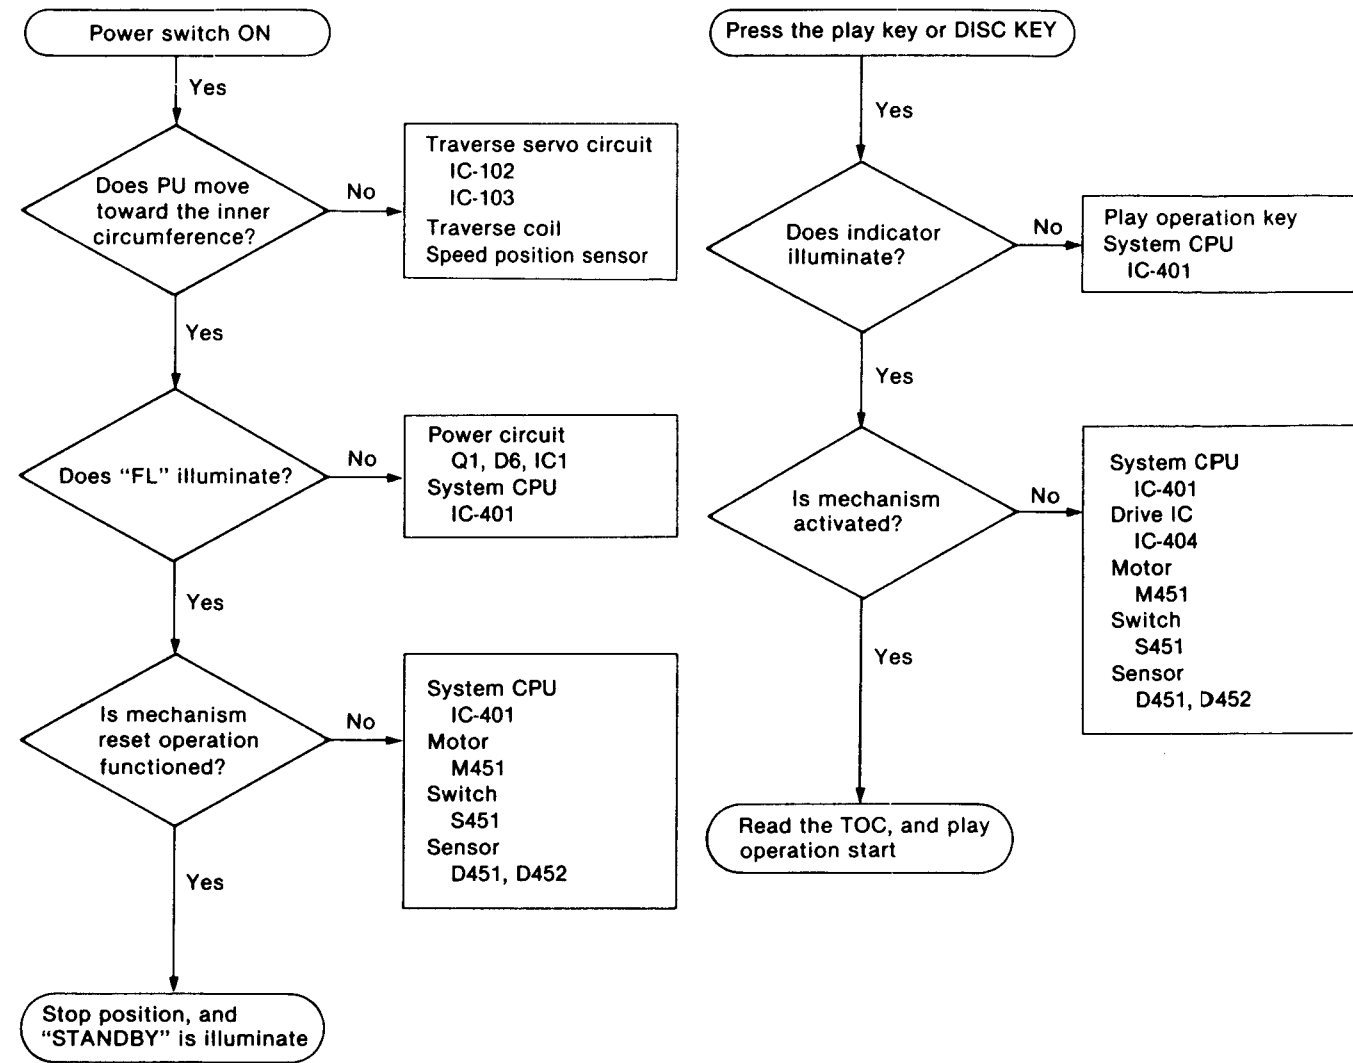 Power switch ON
Yes
Does PU move
toward the inner
circumference?
No
Traverse servo circuit
IC-102
IC-103
Traverse coil
Speed position sensor
Yes
Does “FL” illuminate?
No
Power circuit
Q1, D6, IC1
System CPU
IC-401
Yes
Is mechanism
reset operation
functioned?
No
System CPU
IC-401
Motor
M451
Switch
S451
Sensor
D451, D452
Yes
Stop position, and
“STANDBY” is illuminate
Press the play key or DISC KEY
Yes
Does indicator
illuminate?
No
Play operation key
System CPU
IC-401
Yes
Is mechanism
activated?
No
System CPU
IC-401
Drive IC
IC-404
Motor
M451
Switch
S451
Sensor
D451, D452
Yes
Read the TOC, and play
operation start